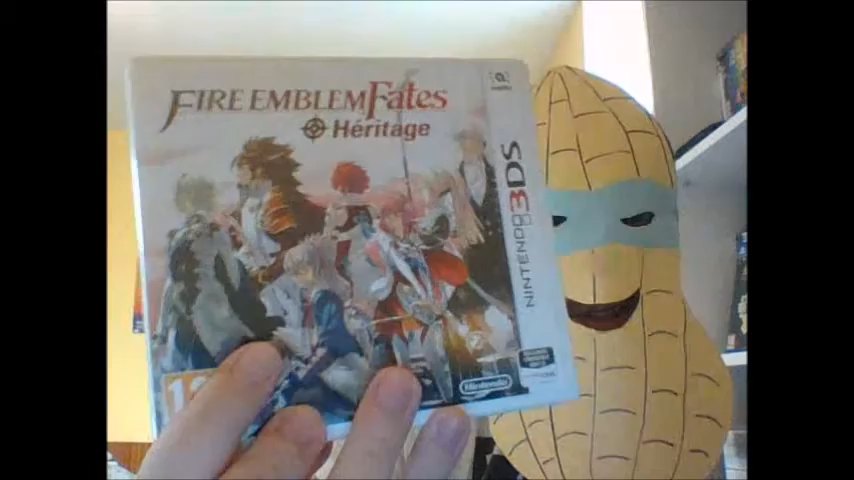 FIRE EMBLEM Fates
Héritage
NINTENDO 3DS
Nintendo